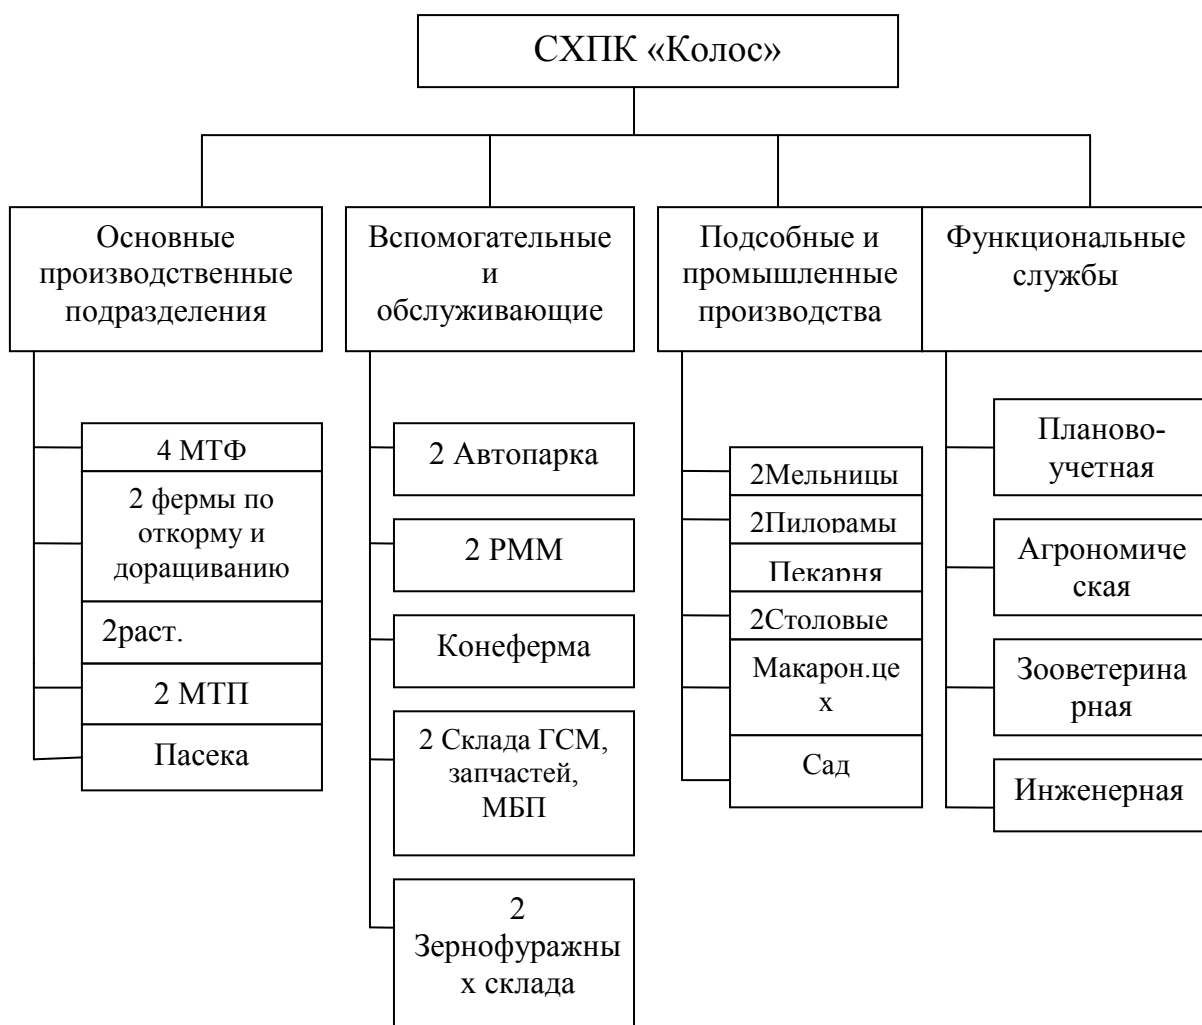 СХПК «Колос»
Основные
производственные
подразделения
4 МТФ
2 фермы по
откорму и
доращиванию
2раст.
2 МТП
Пасека
Вспомогательные
и
обслуживающие
2 Автопарка
2 РММ
Конеферма
2 Склада ГСМ,
запчастей,
МБП
2
Зернофуражны
х склада
Подсобные и
промышленные
производства
2Мельницы
2Пилорамы
Пекарня
2Столовые
Макарон.це
х
Сад
Функциональные
службы
Планово-
учетная
Агрономиче
ская
Зооветерина
рная
Инженерная